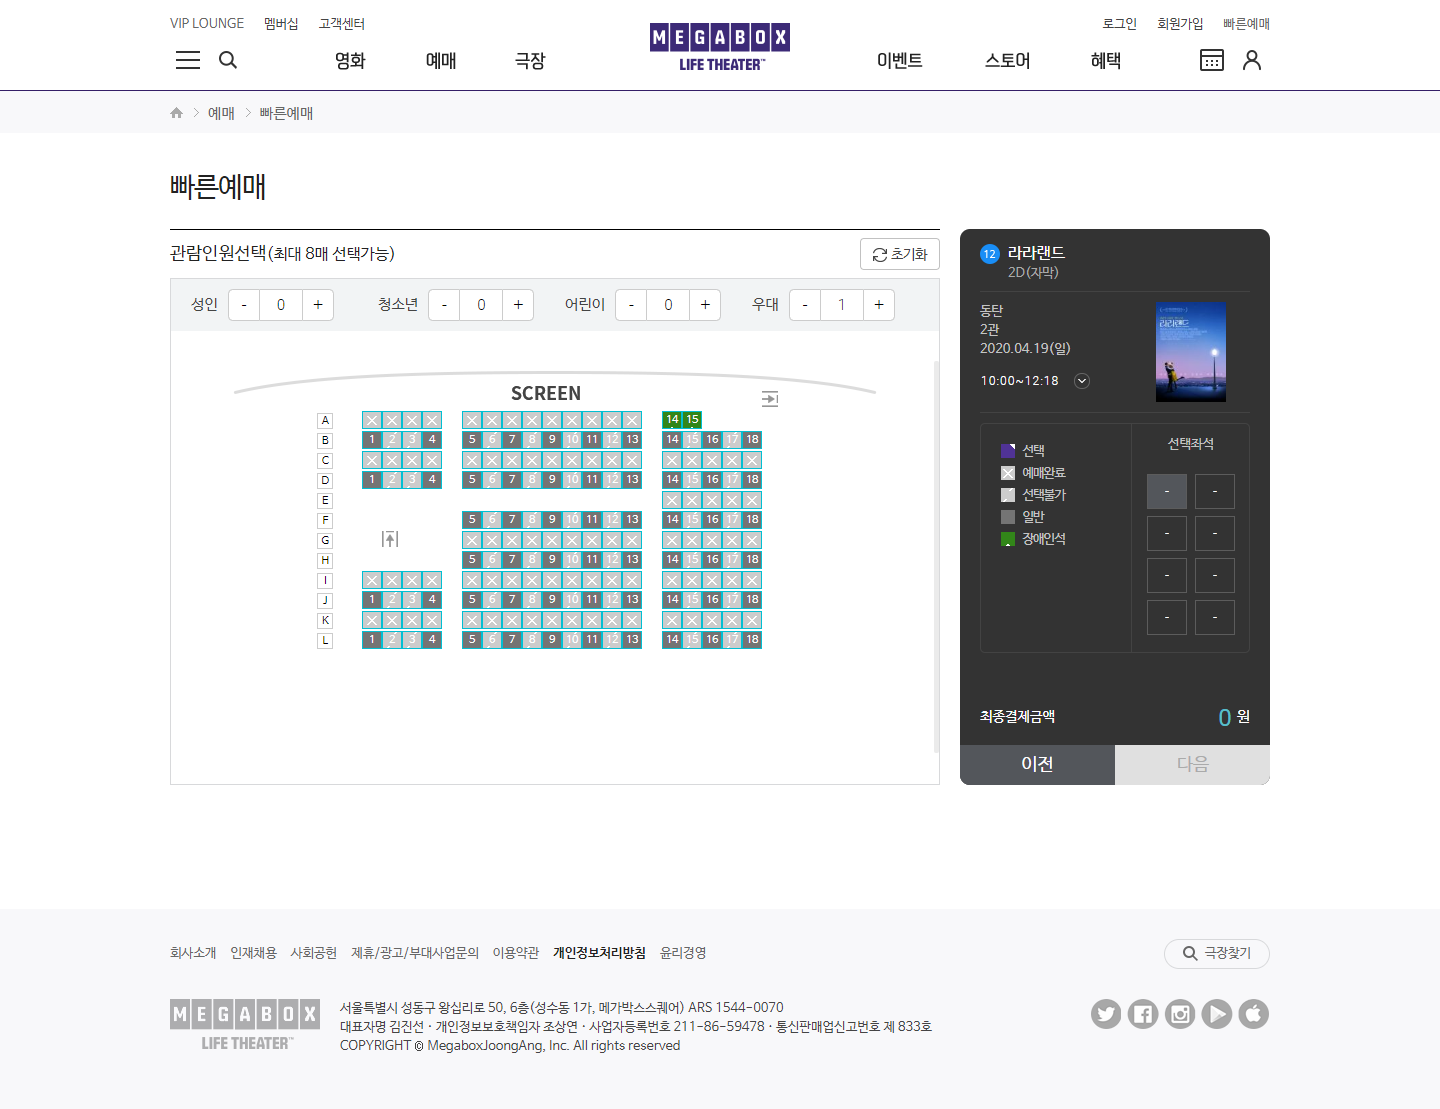 VIP LOUNGE 멤버십 고객센터
로그인 회원가입 빠른예매
MEGABOX
LIFE THEATER™
영화 예매 극장
이벤트 스토어 혜택
예매 > 빠른예매
빠른예매
관람인원선택(최대 8매 선택가능)
초기화
성인 - 0 + 청소년 - 0 + 어린이 - 0 + 우대 - 1 +
SCREEN
A 14 15
B 1 2 3 4 5 6 7 8 9 10 11 12 13 14 15 16 17 18
C
D 1 2 3 4 5 6 7 8 9 10 11 12 13 14 15 16 17 18
E
F 5 6 7 8 9 10 11 12 13 14 15 16 17 18
G
H 5 6 7 8 9 10 11 12 13 14 15 16 17 18
I
J 1 2 3 4 5 6 7 8 9 10 11 12 13 14 15 16 17 18
K
L 1 2 3 4 5 6 7 8 9 10 11 12 13 14 15 16 17 18
12 라라랜드
2D(자막)
동탄
2관
2020.04.19(일)
10:00~12:18
라라랜드
선택
예매완료
선택불가
일반
장애인석
선택좌석
- -
- -
- -
- -
최종결제금액 0 원
이전 다음
회사소개 인재채용 사회공헌 제휴/광고/부대사업문의 이용약관 개인정보처리방침 윤리경영
극장찾기
MEGABOX
LIFE THEATER™
서울특별시 성동구 왕십리로 50, 6층(성수동 1가, 메가박스스퀘어) ARS 1544-0070
대표자명 김진선 · 개인정보보호책임자 조상연 · 사업자등록번호 211-86-59478 · 통신판매업신고번호 제 833호
COPYRIGHT © MegaboxJoongAng, Inc. All rights reserved